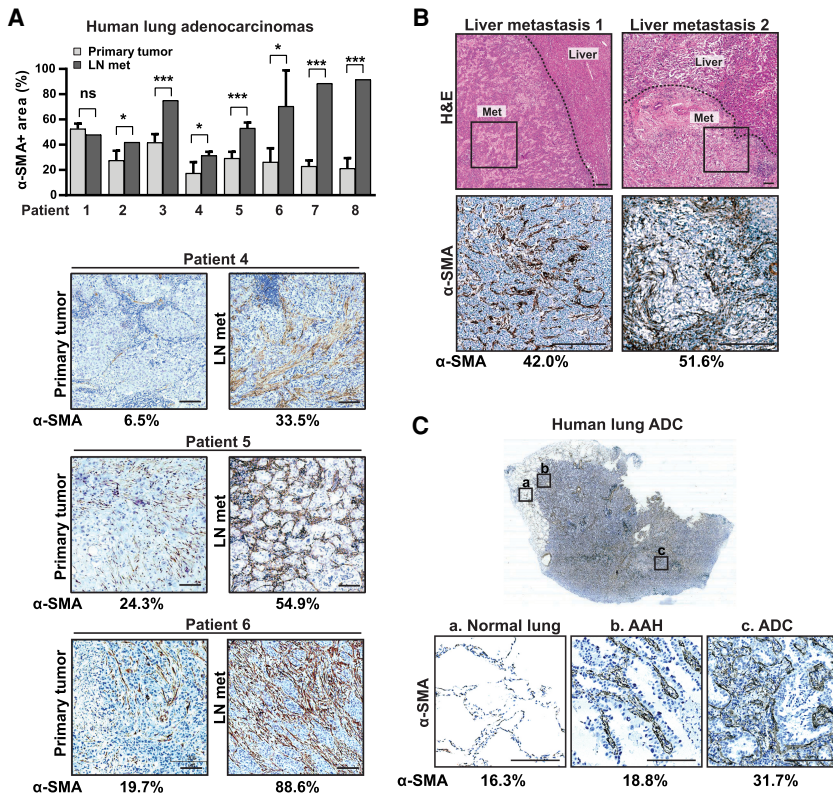 A
Human lung adenocarcinomas
Primary tumor
LN met
α-SMA+ area (%)
100
80
60
40
20
0
ns
*
***
*
***
*
***
***
Patient 1 2 3 4 5 6 7 8
Patient 4
Primary tumor
LN met
α-SMA 6.5% 33.5%
Patient 5
Primary tumor
LN met
α-SMA 24.3% 54.9%
Patient 6
Primary tumor
LN met
α-SMA 19.7% 88.6%
B
Liver metastasis 1 Liver metastasis 2
H&E
Liver
Met
Liver
Met
α-SMA
α-SMA 42.0% 51.6%
C
Human lung ADC
a
b
c
a. Normal lung b. AAH c. ADC
α-SMA
α-SMA 16.3% 18.8% 31.7%